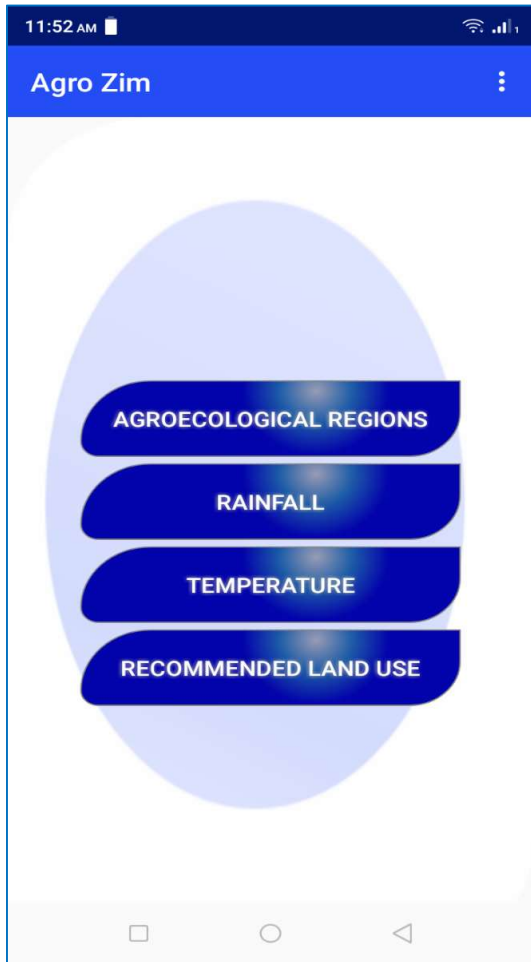 11:52 AM
Agro Zim
AGROECOLOGICAL REGIONS
RAINFALL
TEMPERATURE
RECOMMENDED LAND USE